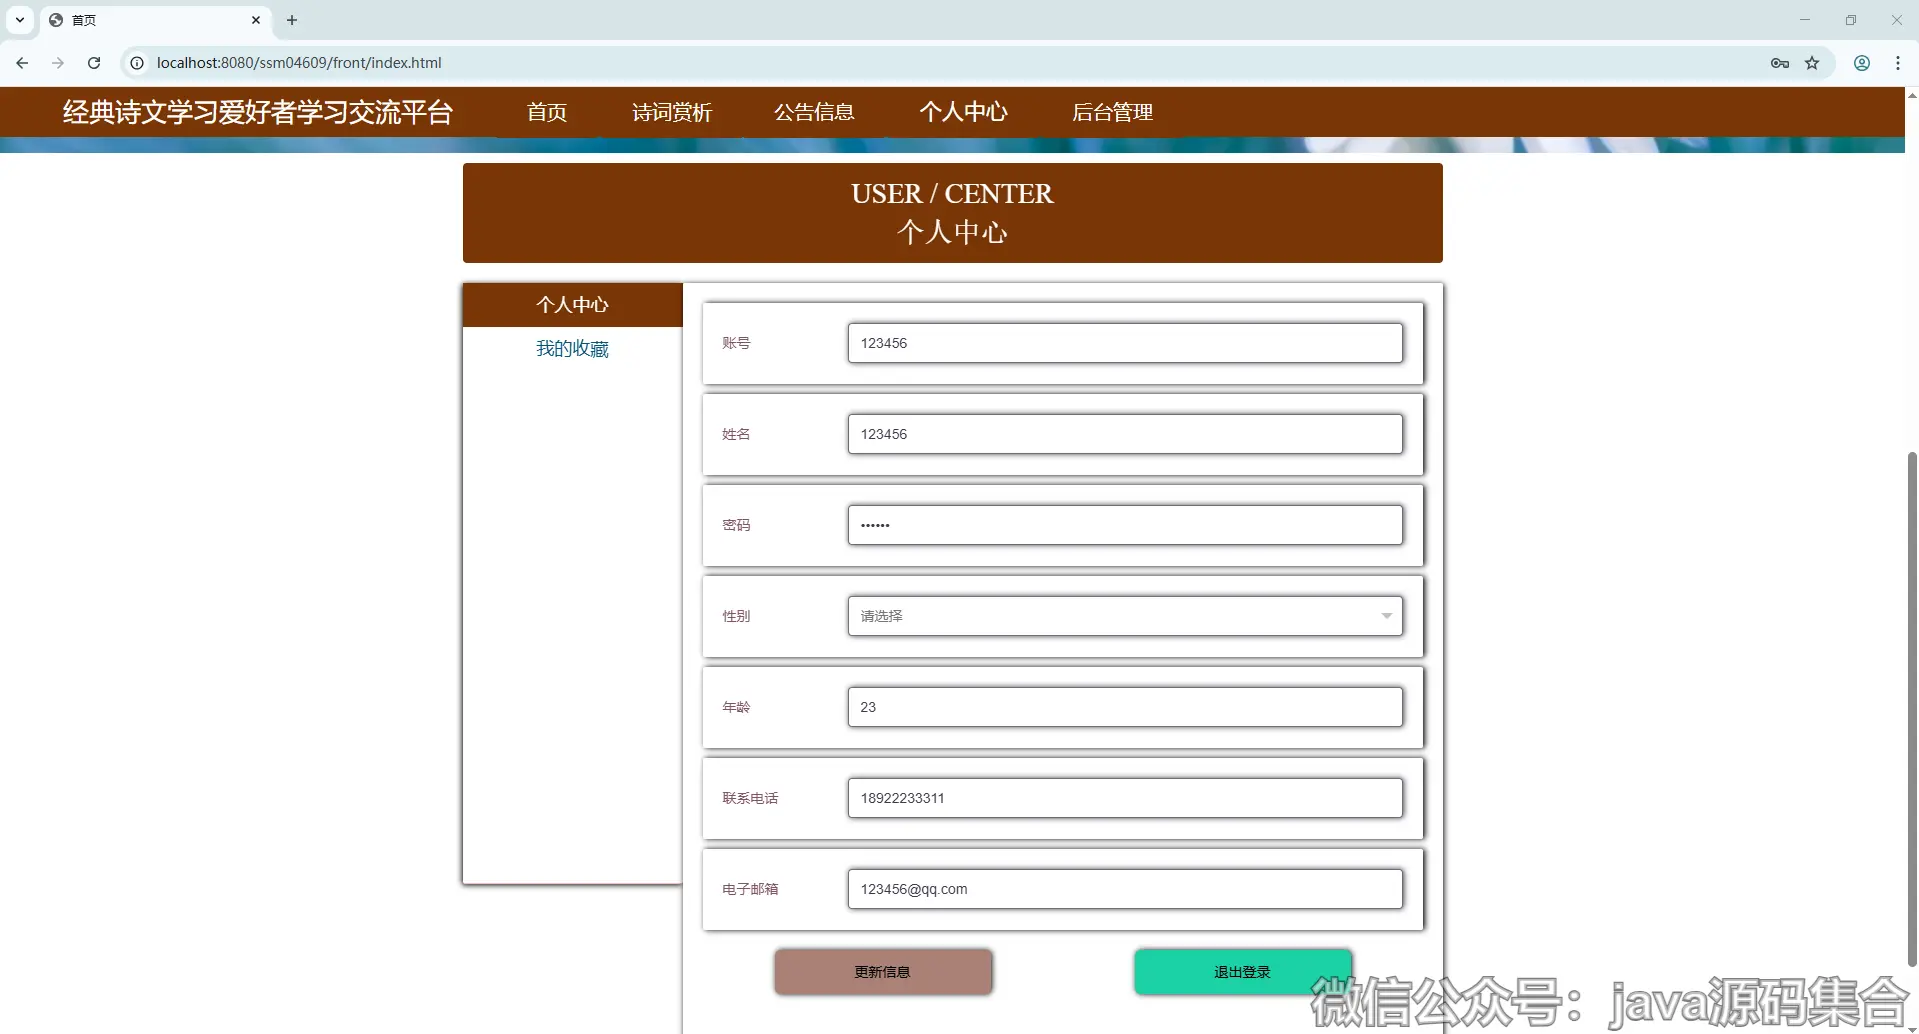 首页
localhost:8080/ssm04609/front/index.html
经典诗文学习爱好者学习交流平台 首页 诗词赏析 公告信息 个人中心 后台管理
USER / CENTER
个人中心
个人中心
我的收藏
账号 123456
姓名 123456
密码 ••••••
性别 请选择
年龄 23
联系电话 18922233311
电子邮箱 123456@qq.com
更新信息 退出登录
微信公众号：java源码集合